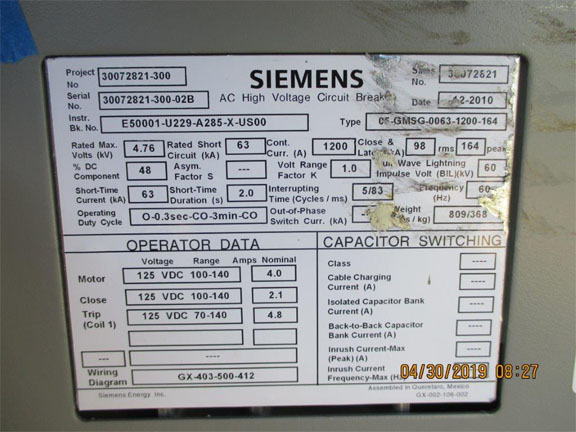 Project No 30072821-300
SIEMENS
Sales No. 30072821
Serial No. 30072821-300-02B
AC High Voltage Circuit Breaker
Date 12-2010
Instr. Bk. No. E50001-U229-A285-X-US00
Type 05-GMSG-0063-1200-164
Rated Max. Volts (kV) 4.76 Rated Short Circuit (kA) 63 Cont. Curr. (A) 1200 Close & 98 rms 164 peak
% DC Component 48 Asym. Factor S --- Volt Range Factor K 1.0 Wave Lightning Impulse Volt (BIL)(kV) 60
Short-Time Current (kA) 63 Short-Time Duration (s) 2.0 Interrupting Time (Cycles / ms) 5/83 Frequency (Hz) 60
Operating Duty Cycle O-0.3sec-CO-3min-CO Out-of-Phase Switch Curr. (kA) Weight / kg) 809/368
OPERATOR DATA
Voltage Range Amps Nominal
Motor 125 VDC 100-140 4.0
Close 125 VDC 100-140 2.1
Trip (Coil 1) 125 VDC 70-140 4.8
--- ----
Wiring Diagram GX-403-500-412
Siemens Energy Inc.
CAPACITOR SWITCHING
Class ----
Cable Charging Current (A) ----
Isolated Capacitor Bank Current (A) ----
Back-to-Back Capacitor Bank Current (A) ----
Inrush Current-Max (Peak) (A) ----
Inrush Current Frequency-Max ----
Assembled in Queretaro, Mexico
GX-002-108-002
04/30/2019 08:27